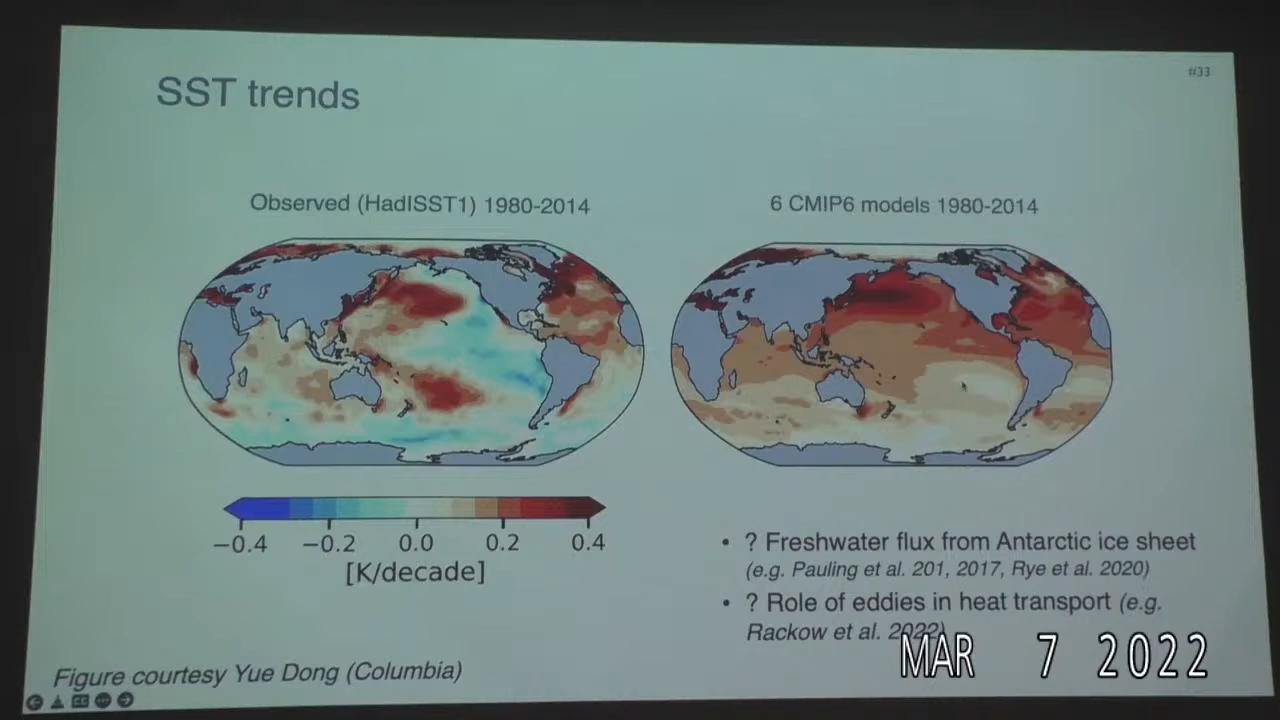 #33
SST trends
Observed (HadISST1) 1980-2014
6 CMIP6 models 1980-2014
−0.4 −0.2 0.0 0.2 0.4
[K/decade]
• ? Freshwater flux from Antarctic ice sheet
(e.g. Pauling et al. 201, 2017, Rye et al. 2020)
• ? Role of eddies in heat transport (e.g.
Rackow et al. 2022)
Figure courtesy Yue Dong (Columbia)
MAR 7 2022